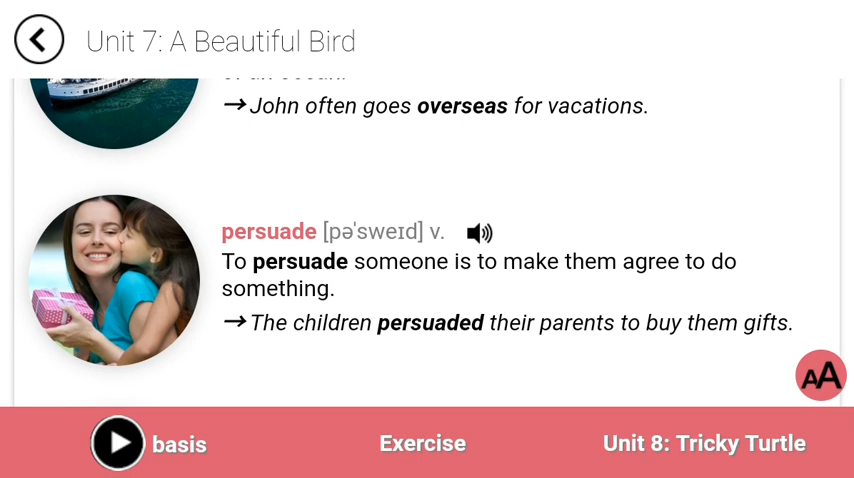 Unit 7: A Beautiful Bird
→ John often goes overseas for vacations.
persuade [pə'sweɪd] v.
To persuade someone is to make them agree to do
something.
→ The children persuaded their parents to buy them gifts.
AA
basis
Exercise
Unit 8: Tricky Turtle